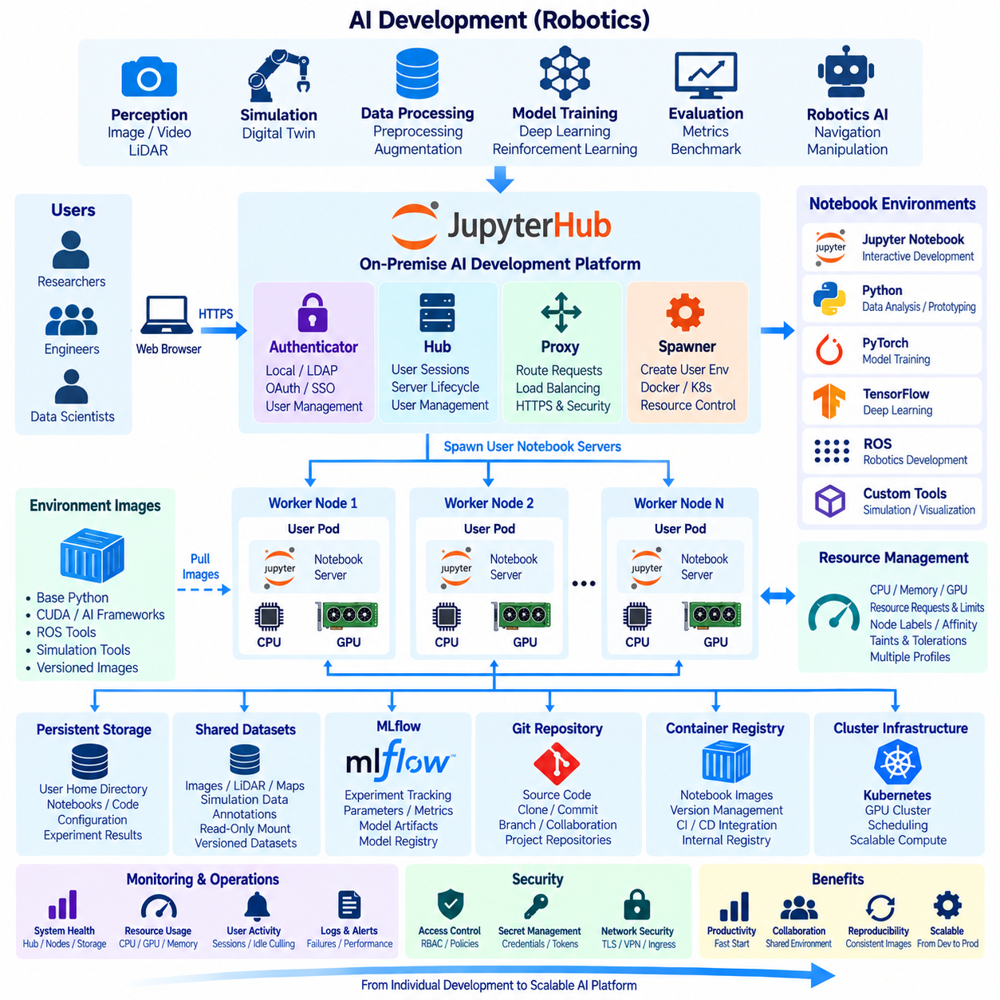 AI Development (Robotics)
Perception
Image / Video
LiDAR
Simulation
Digital Twin
Data Processing
Preprocessing
Augmentation
Model Training
Deep Learning
Reinforcement Learning
Evaluation
Metrics
Benchmark
Robotics AI
Navigation
Manipulation
Users
Researchers
Engineers
Data Scientists
Web Browser
HTTPS
JupyterHub
On-Premise AI Development Platform
Authenticator
Local / LDAP
OAuth / SSO
User Management
Hub
User Sessions
Server Lifecycle
User Management
Proxy
Route Requests
Load Balancing
HTTPS & Security
Spawner
Create User Env
Docker / K8s
Resource Control
Notebook Environments
jupyter
Jupyter Notebook
Interactive Development
Python
Data Analysis / Prototyping
PyTorch
Model Training
TensorFlow
Deep Learning
ROS
Robotics Development
Custom Tools
Simulation / Visualization
Spawn User Notebook Servers
Environment Images
Base Python
CUDA / AI Frameworks
ROS Tools
Simulation Tools
Versioned Images
Pull
Images
Worker Node 1
User Pod
jupyter
Notebook
Server
CPU
GPU
Worker Node 2
User Pod
jupyter
Notebook
Server
CPU
GPU
Worker Node N
User Pod
jupyter
Notebook
Server
CPU
GPU
Resource Management
CPU / Memory / GPU
Resource Requests & Limits
Node Labels / Affinity
Taints & Tolerations
Multiple Profiles
Persistent Storage
User Home Directory
Notebooks / Code
Configuration
Experiment Results
Shared Datasets
Images / LiDAR / Maps
Simulation Data
Annotations
Read-Only Mount
Versioned Datasets
MLflow
mlflow™
Experiment Tracking
Parameters / Metrics
Model Artifacts
Model Registry
Git Repository
Source Code
Clone / Commit
Branch / Collaboration
Project Repositories
Container Registry
Notebook Images
Version Management
CI / CD Integration
Internal Registry
Cluster Infrastructure
Kubernetes
GPU Cluster
Scheduling
Scalable Compute
Monitoring & Operations
System Health
Hub / Nodes / Storage
Resource Usage
CPU / GPU / Memory
User Activity
Sessions / Idle Culling
Logs & Alerts
Failures / Performance
Security
Access Control
RBAC / Policies
Secret Management
Credentials / Tokens
Network Security
TLS / VPN / Ingress
Benefits
Productivity
Fast Start
Collaboration
Shared Environment
Reproducibility
Consistent Images
Scalable
From Dev to Prod
From Individual Development to Scalable AI Platform